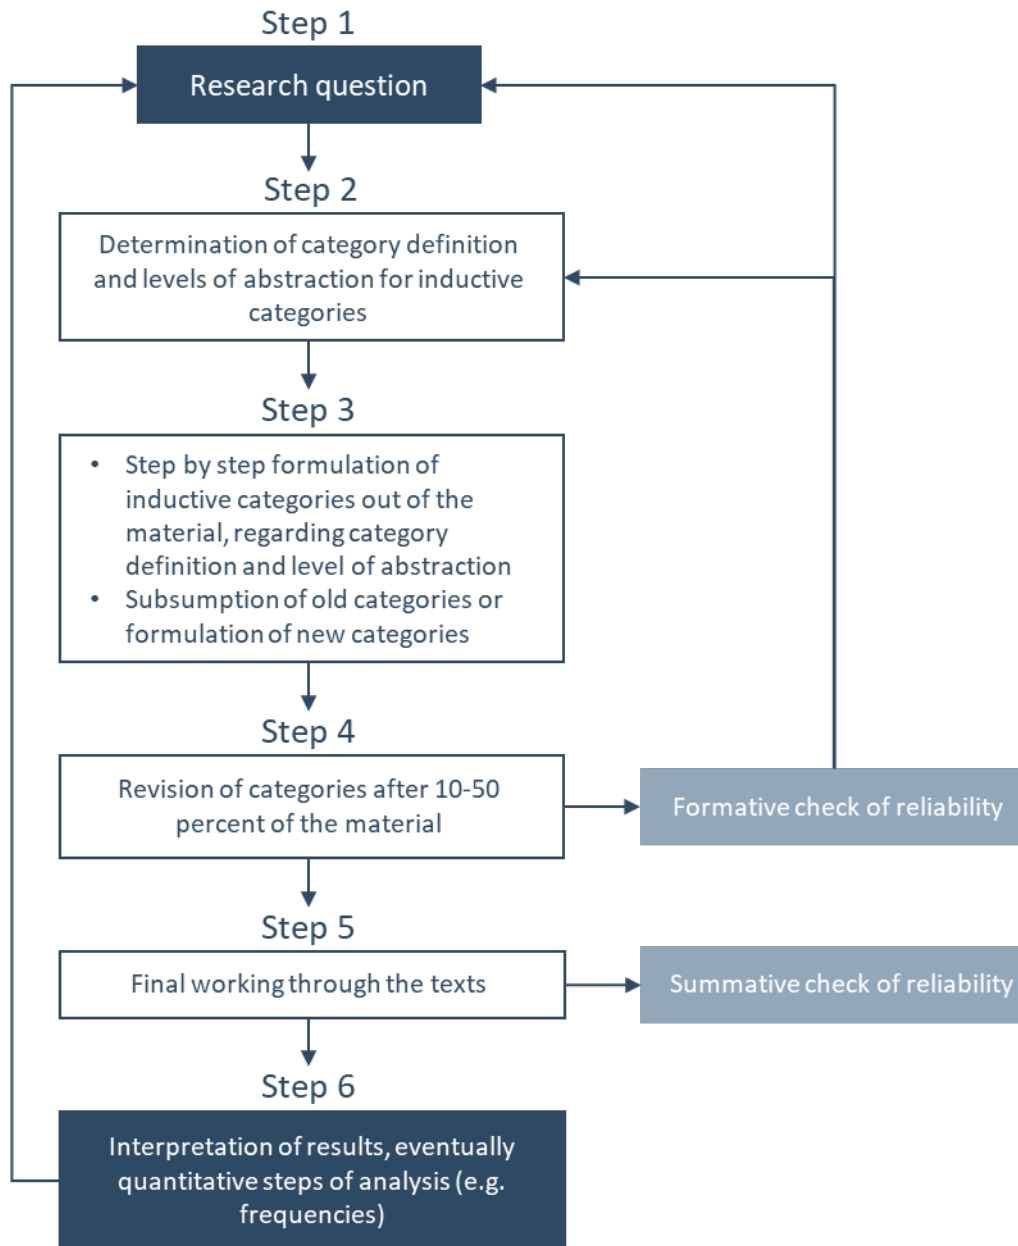 Step 1
Research question
Step 2
Determination of category definition
and levels of abstraction for inductive
categories
Step 3
• Step by step formulation of
inductive categories out of the
material, regarding category
definition and level of abstraction
• Subsumption of old categories or
formulation of new categories
Step 4
Revision of categories after 10-50
percent of the material
Formative check of reliability
Step 5
Final working through the texts
Summative check of reliability
Step 6
Interpretation of results, eventually
quantitative steps of analysis (e.g.
frequencies)